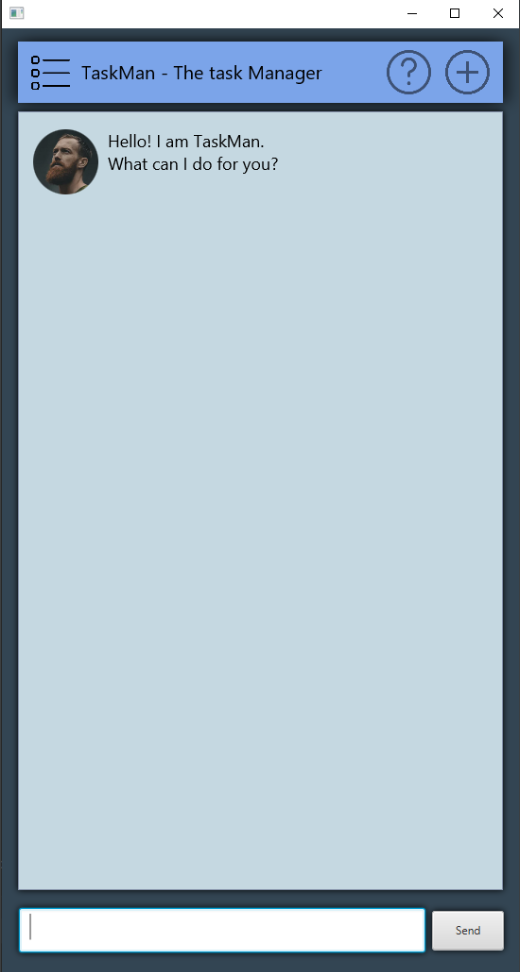 TaskMan - The task Manager
Hello! I am TaskMan.
What can I do for you?
Send